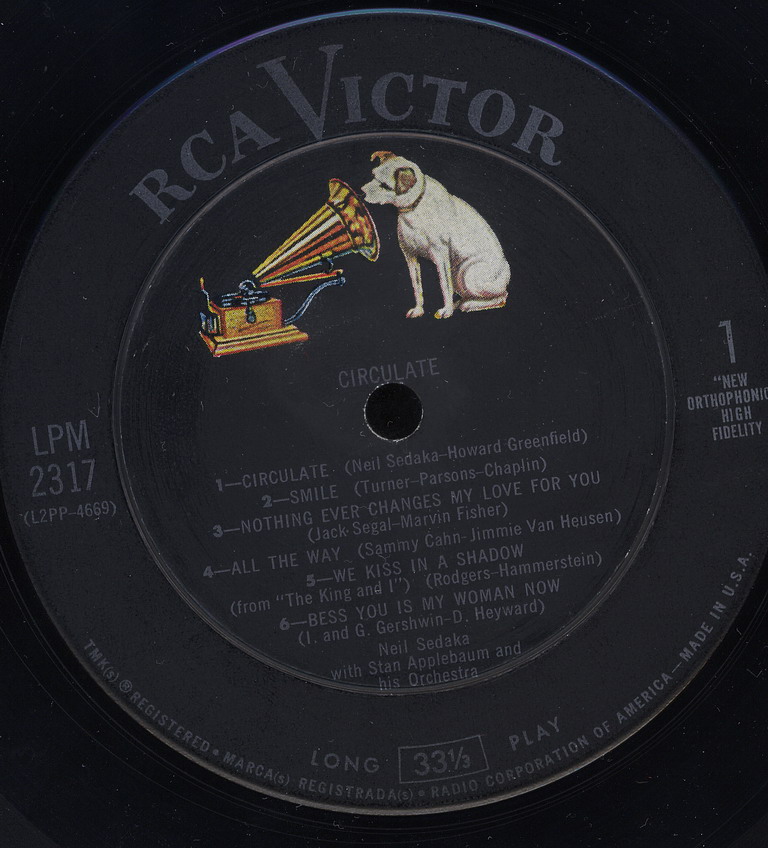 RCA VICTOR
CIRCULATE
1
"NEW
ORTHOPHONIC
HIGH
FIDELITY
LPM
2317
(L2PP-4669)
1—CIRCULATE (Neil Sedaka-Howard Greenfield)
2—SMILE (Turner-Parsons-Chaplin)
3—NOTHING EVER CHANGES MY LOVE FOR YOU
(Jack Segal-Marvin Fisher)
4—ALL THE WAY (Sammy Cahn-Jimmie Van Heusen)
5—WE KISS IN A SHADOW
(from "The King and I") (Rodgers-Hammerstein)
6—BESS YOU IS MY WOMAN NOW
(I. and G. Gershwin-D. Heyward)
Neil Sedaka
with Stan Applebaum and
his Orchestra
LONG 33⅓ PLAY
TMK(s) ® REGISTERED • MARCA(s) REGISTRADA(s) • RADIO CORPORATION OF AMERICA — MADE IN U.S.A.